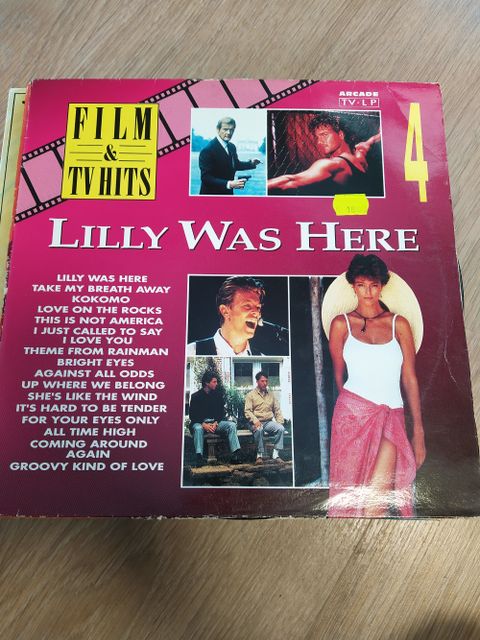 FILM
&
TV HITS
ARCADE
TV·LP
4
LILLY WAS HERE
LILLY WAS HERE
TAKE MY BREATH AWAY
KOKOMO
LOVE ON THE ROCKS
THIS IS NOT AMERICA
I JUST CALLED TO SAY
I LOVE YOU
THEME FROM RAINMAN
BRIGHT EYES
AGAINST ALL ODDS
UP WHERE WE BELONG
SHE'S LIKE THE WIND
IT'S HARD TO BE TENDER
FOR YOUR EYES ONLY
ALL TIME HIGH
COMING AROUND
AGAIN
GROOVY KIND OF LOVE